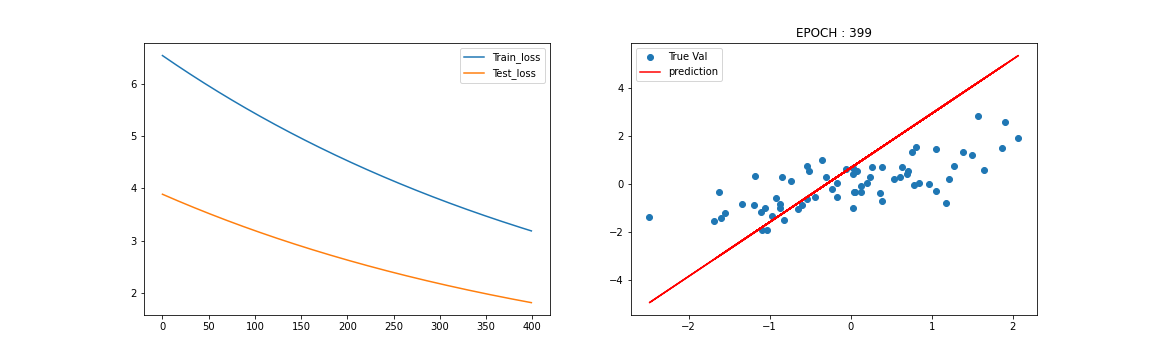 Train_loss
Test_loss
6
5
4
3
2
0 50 100 150 200 250 300 350 400
EPOCH : 399
True Val
prediction
4
2
0
−2
−4
−2 −1 0 1 2